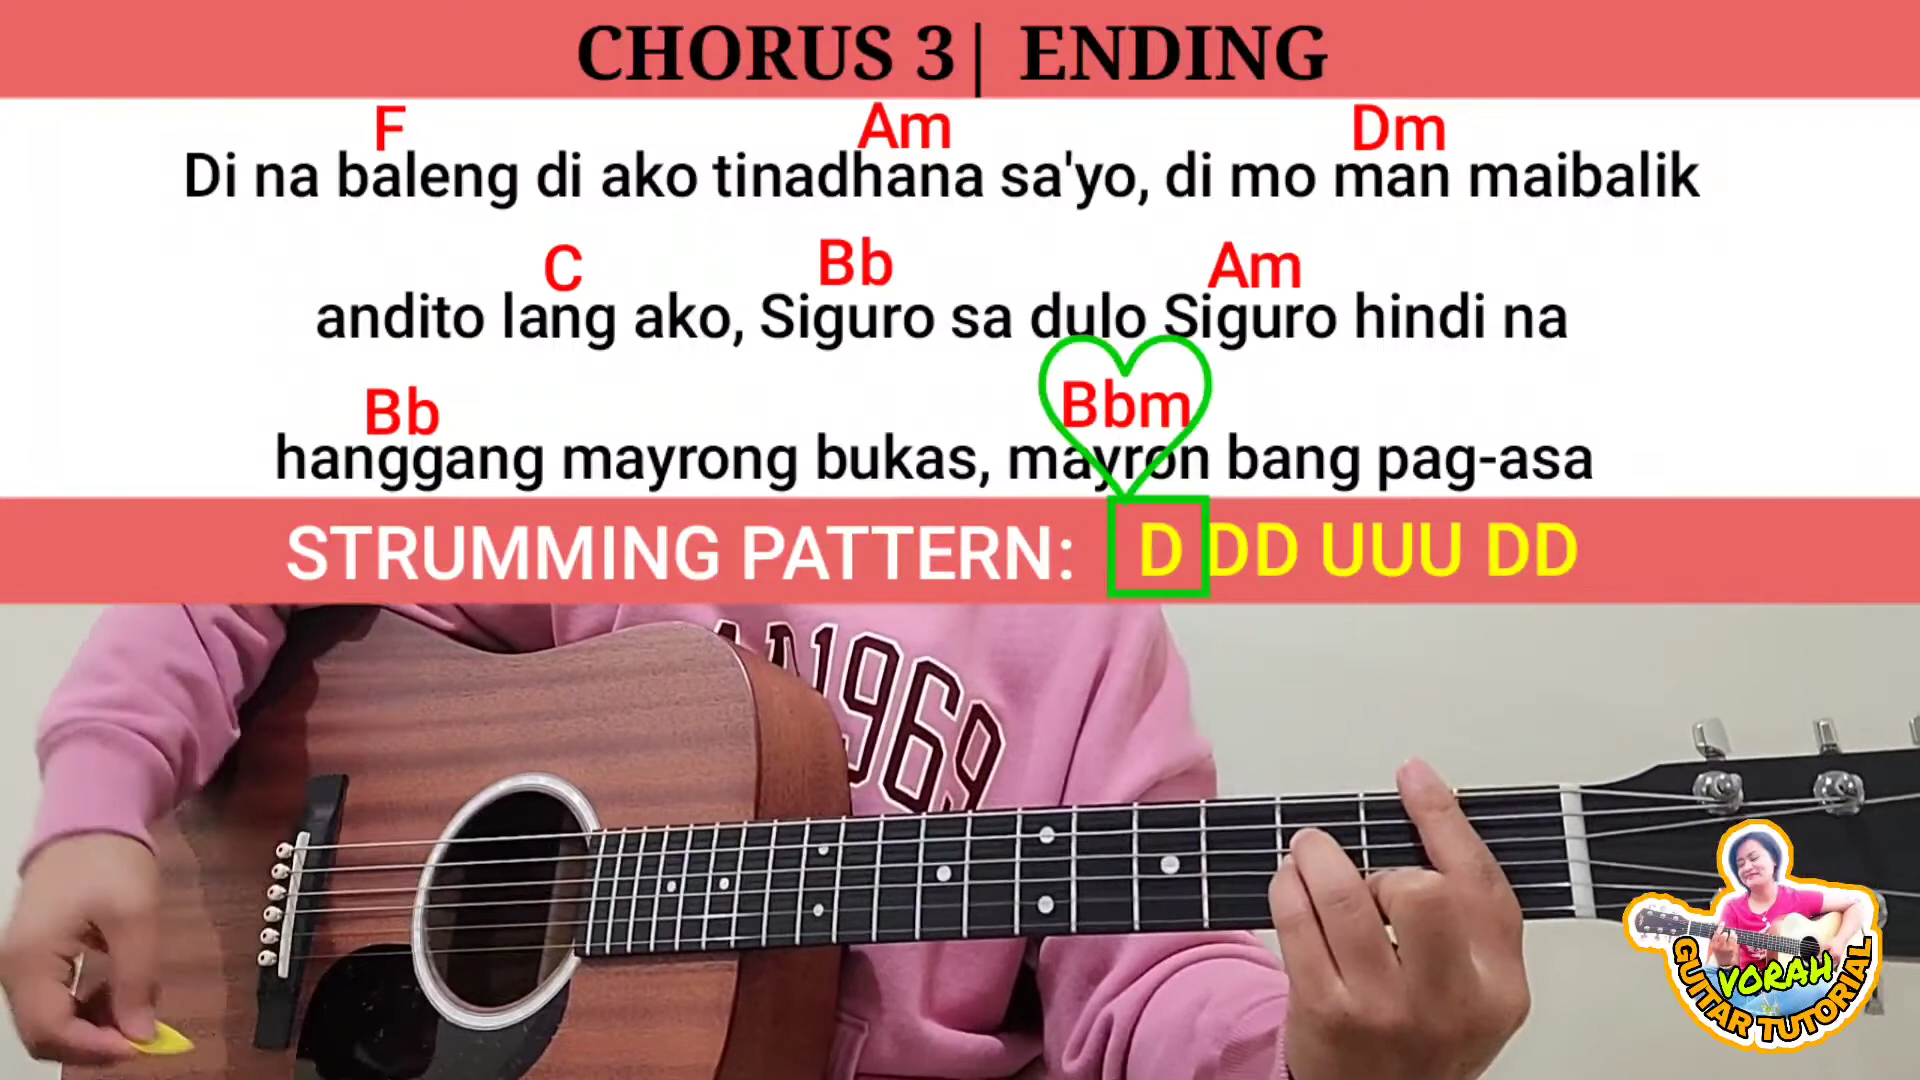 CHORUS 3| ENDING
F Am Dm
Di na baleng di ako tinadhana sa'yo, di mo man maibalik
C Bb Am
andito lang ako, Siguro sa dulo Siguro hindi na
Bb Bbm
hanggang mayrong bukas, mayron bang pag-asa
STRUMMING PATTERN: D DD UUU DD
1969
VORAH
GUITAR TUTORIAL